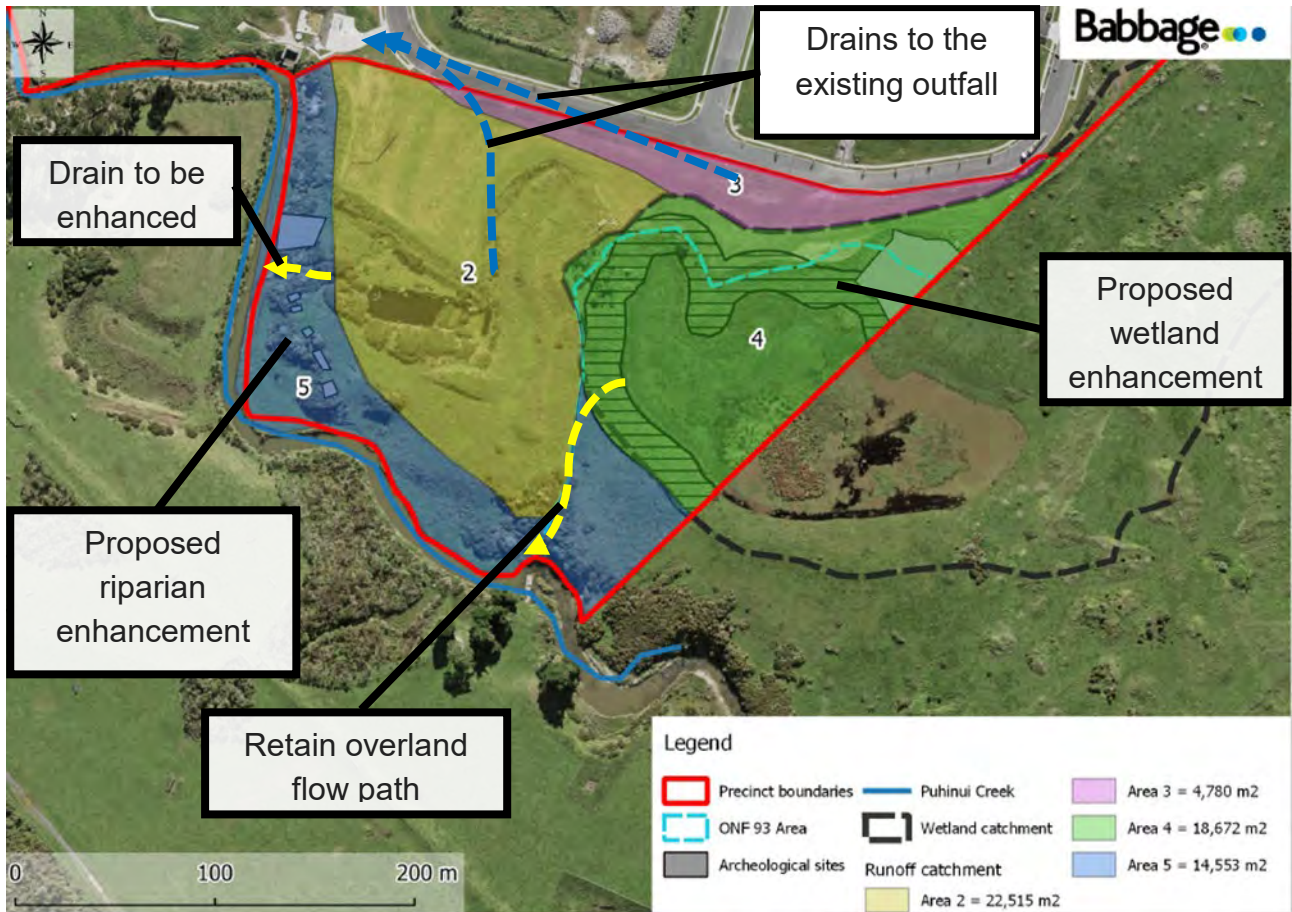 Babbage
N
W E
S
Drains to the
existing outfall
Drain to be
enhanced
3
2
4
Proposed
wetland
enhancement
5
Proposed
riparian
enhancement
Retain overland
flow path
Legend
Precinct boundaries
Puhinui Creek
Area 3 = 4,780 m2
ONF 93 Area
Wetland catchment
Area 4 = 18,672 m2
Archeological sites
Runoff catchment
Area 5 = 14,553 m2
Area 2 = 22,515 m2
0 100 200 m